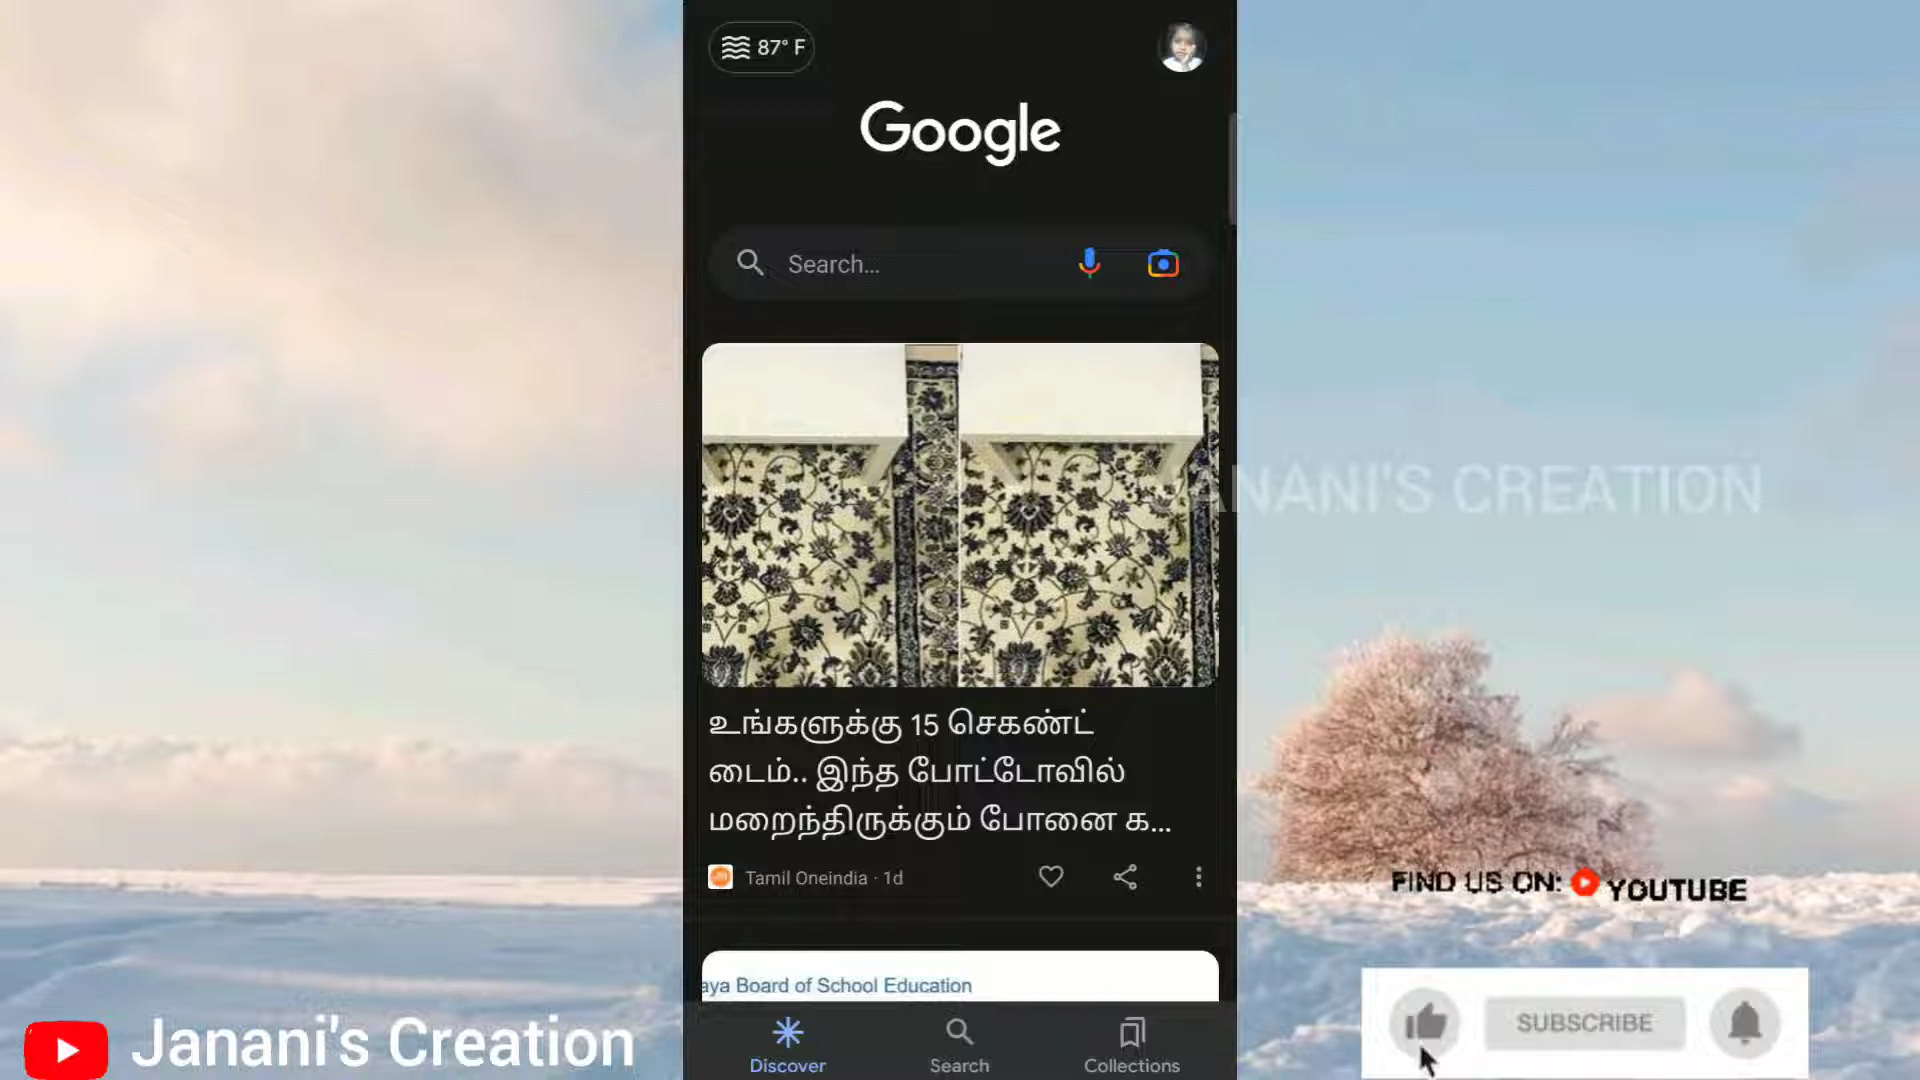 87° F
Google
Search...
JANANI'S CREATION
உங்களுக்கு 15 செகண்ட்
டைம்.. இந்த போட்டோவில்
மறைந்திருக்கும் போனை க...
Tamil Oneindia · 1d
FIND US ON: YOUTUBE
aya Board of School Education
SUBSCRIBE
Janani's Creation
Discover
Search
Collections